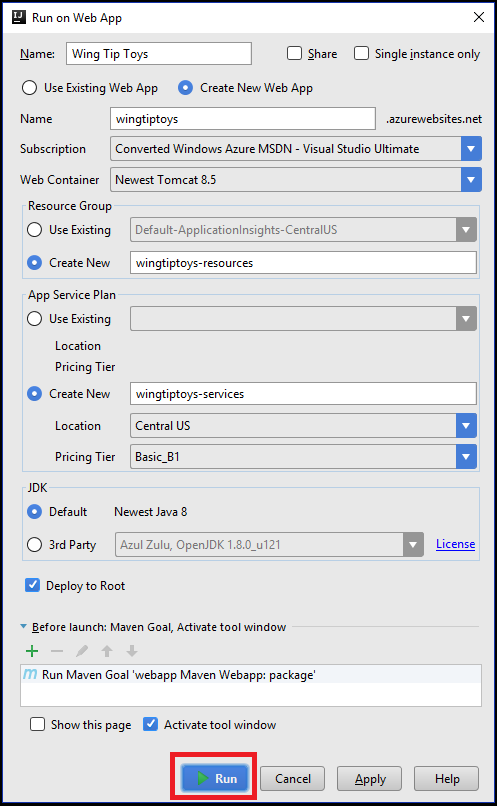 IJ Run on Web App
Name: Wing Tip Toys Share Single instance only
Use Existing Web App Create New Web App
Name wingtiptoys .azurewebsites.net
Subscription Converted Windows Azure MSDN - Visual Studio Ultimate
Web Container Newest Tomcat 8.5
Resource Group
Use Existing Default-ApplicationInsights-CentralUS
Create New wingtiptoys-resources
App Service Plan
Use Existing
Location
Pricing Tier
Create New wingtiptoys-services
Location Central US
Pricing Tier Basic_B1
JDK
Default Newest Java 8
3rd Party Azul Zulu, OpenJDK 1.8.0_u121 License
Deploy to Root
Before launch: Maven Goal, Activate tool window
m Run Maven Goal 'webapp Maven Webapp: package'
Show this page Activate tool window
Run Cancel Apply Help